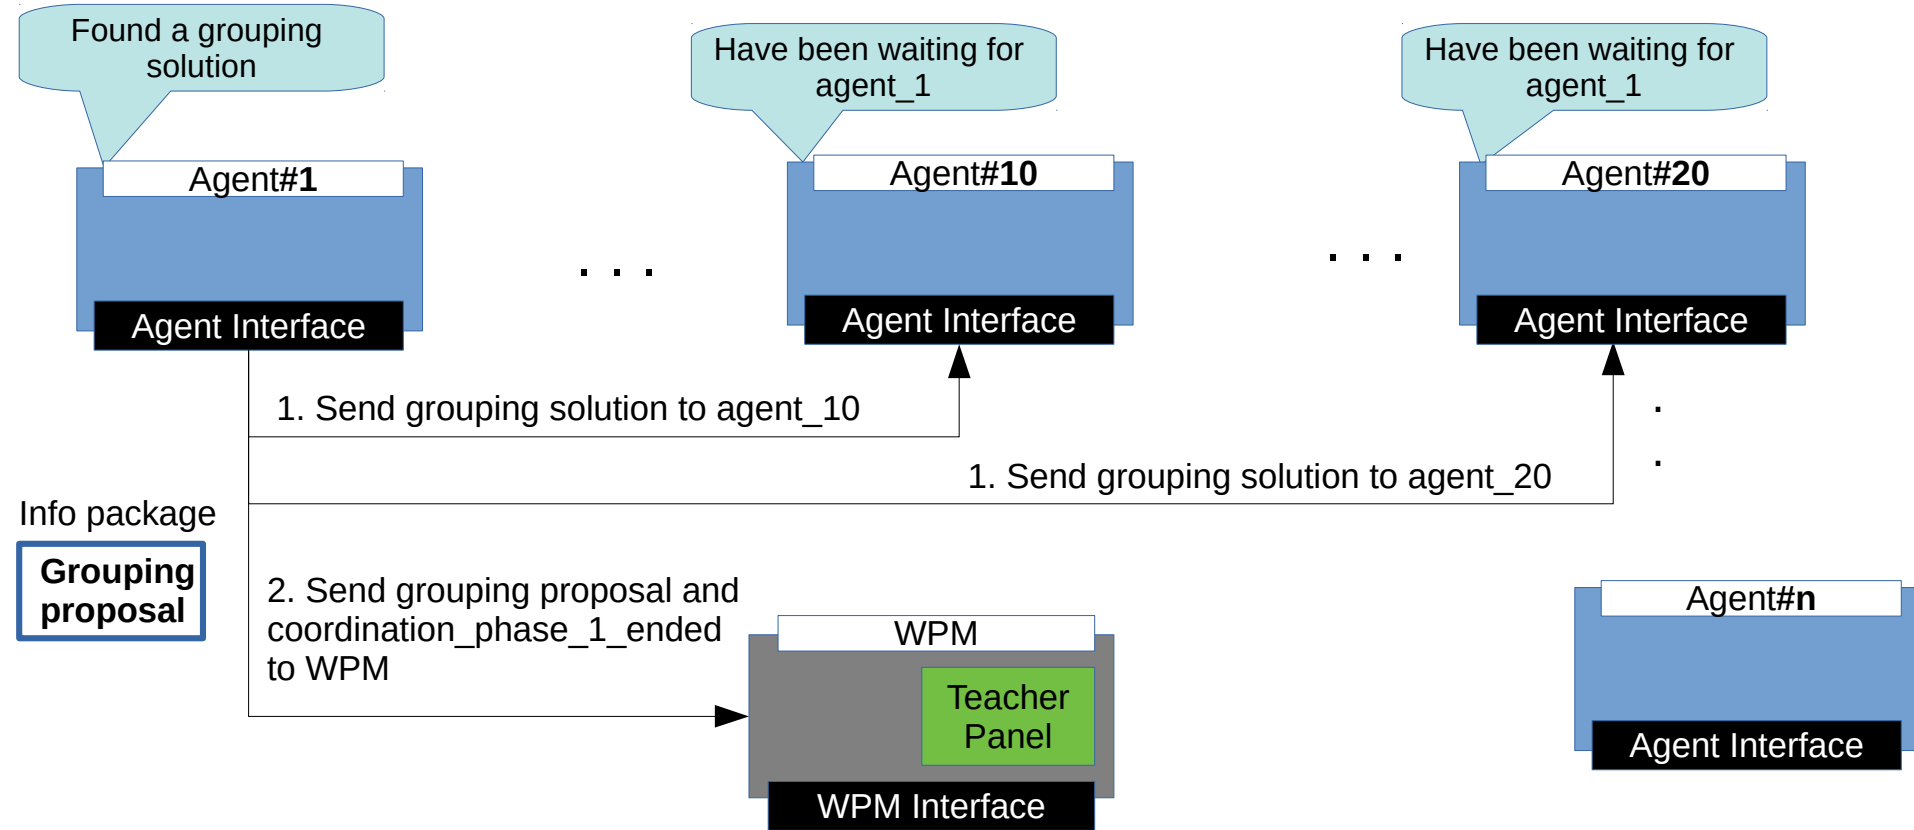 Found a grouping
solution
Have been waiting for
agent_1
Have been waiting for
agent_1
Agent#1
Agent#10
Agent#20
. . .
. . .
Agent Interface
Agent Interface
Agent Interface
1. Send grouping solution to agent_10
.
1. Send grouping solution to agent_20
.
Info package
Grouping
proposal
2. Send grouping proposal and
coordination_phase_1_ended
to WPM
Agent#n
WPM
Teacher
Panel
Agent Interface
WPM Interface